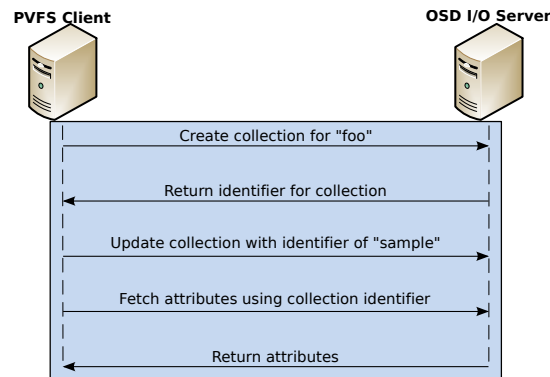 PVFS Client
OSD I/O Server
Create collection for "foo"
Return identifier for collection
Update collection with identifier of "sample"
Fetch attributes using collection identifier
Return attributes